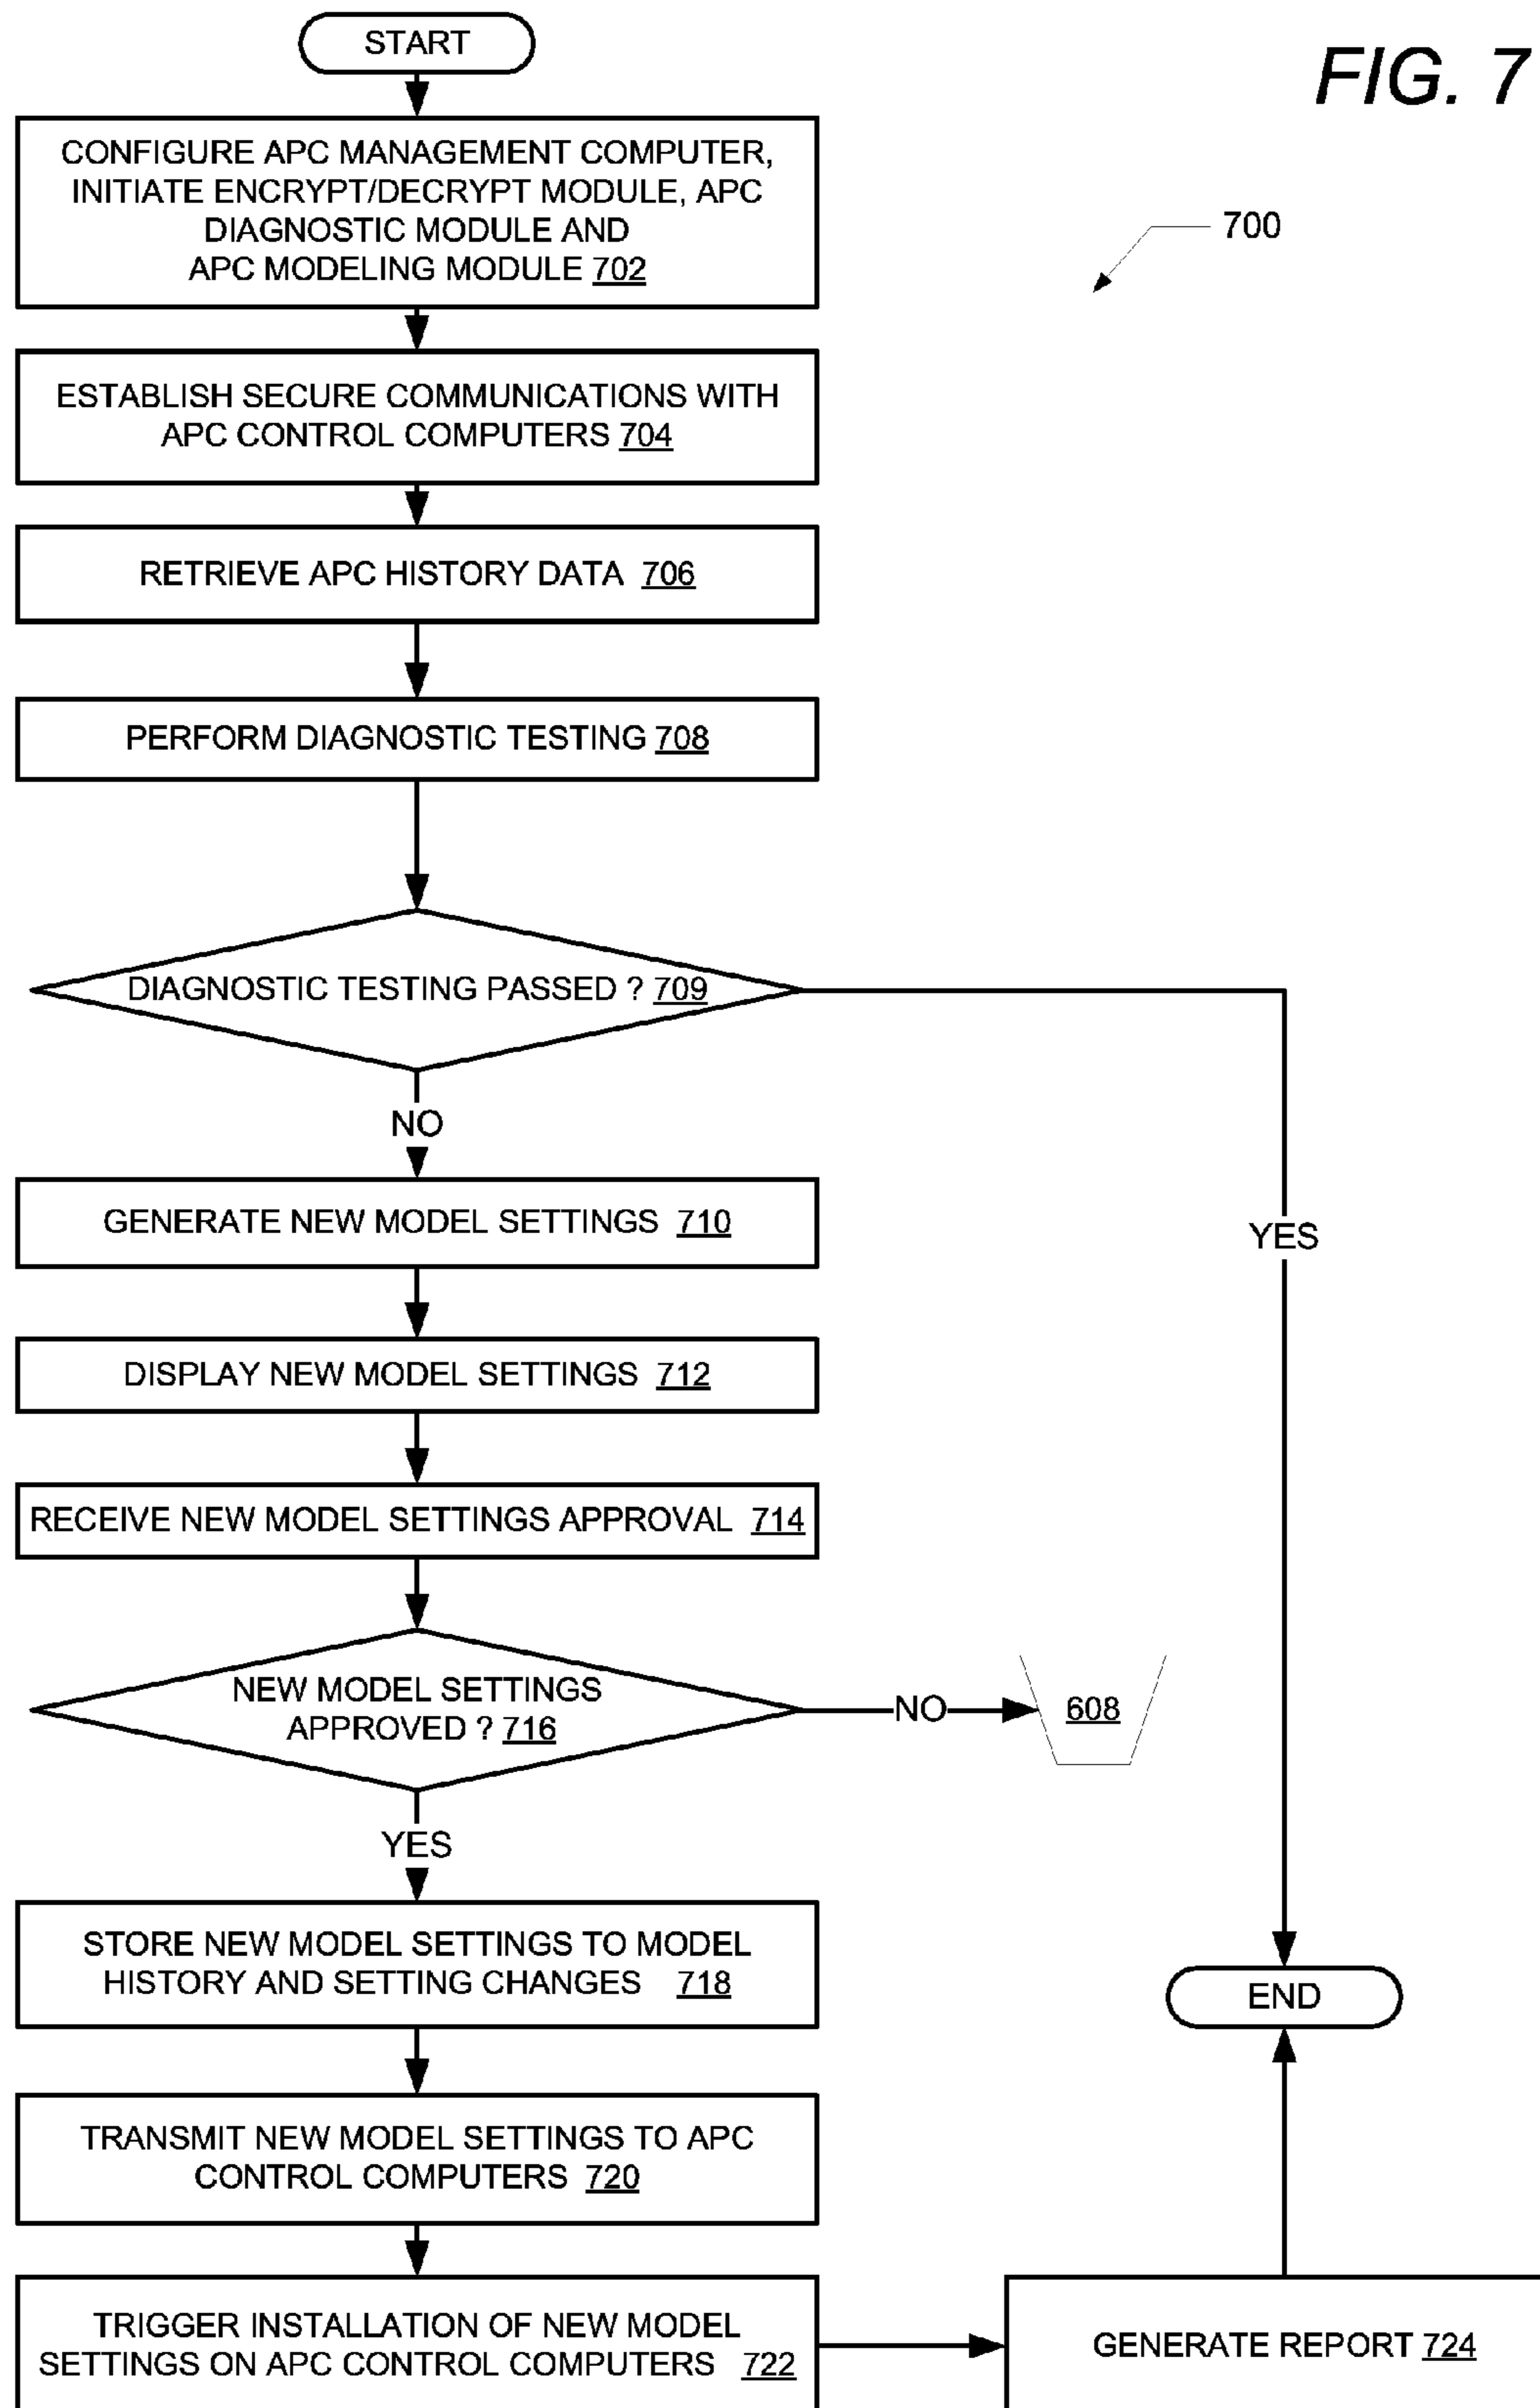 START
FIG. 7
CONFIGURE APC MANAGEMENT COMPUTER,
INITIATE ENCRYPT/DECRYPT MODULE, APC
DIAGNOSTIC MODULE AND
APC MODELING MODULE 702
700
ESTABLISH SECURE COMMUNICATIONS WITH
APC CONTROL COMPUTERS 704
RETRIEVE APC HISTORY DATA 706
PERFORM DIAGNOSTIC TESTING 708
DIAGNOSTIC TESTING PASSED ? 709
NO
GENERATE NEW MODEL SETTINGS 710
YES
DISPLAY NEW MODEL SETTINGS 712
RECEIVE NEW MODEL SETTINGS APPROVAL 714
NEW MODEL SETTINGS
APPROVED ? 716
NO
608
YES
STORE NEW MODEL SETTINGS TO MODEL
HISTORY AND SETTING CHANGES 718
END
TRANSMIT NEW MODEL SETTINGS TO APC
CONTROL COMPUTERS 720
TRIGGER INSTALLATION OF NEW MODEL
SETTINGS ON APC CONTROL COMPUTERS 722
GENERATE REPORT 724